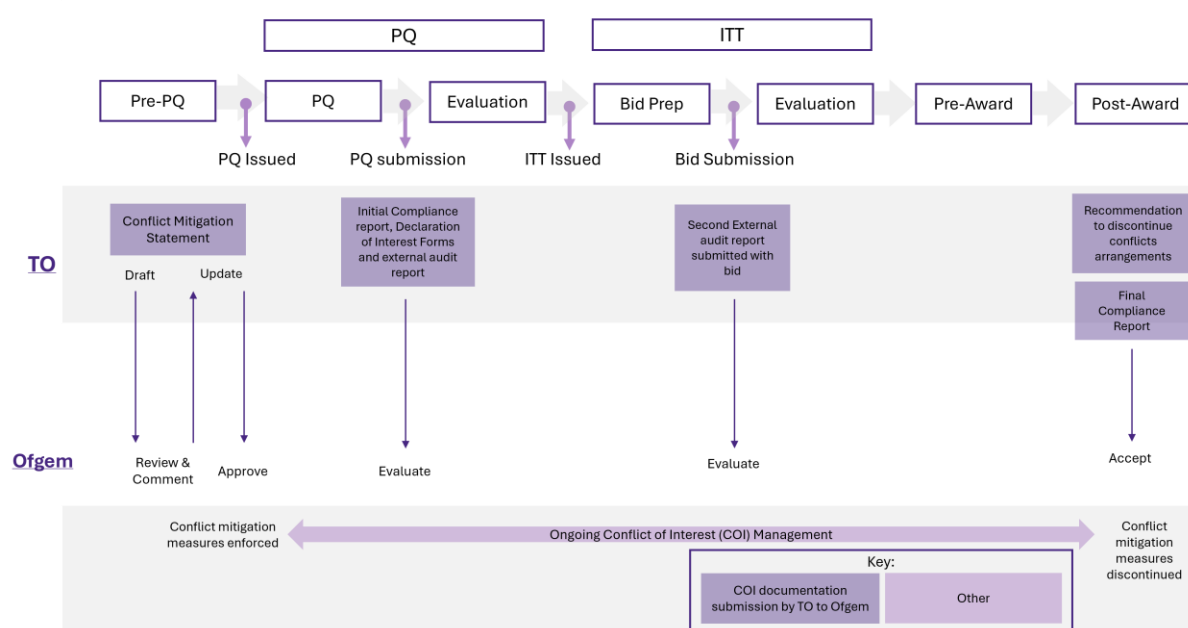 PQ
ITT
Pre-PQ
PQ
Evaluation
Bid Prep
Evaluation
Pre-Award
Post-Award
PQ Issued
PQ submission
ITT Issued
Bid Submission
TO
Conflict Mitigation
Statement
Draft
Update
Initial Compliance
report, Declaration
of Interest Forms
and external audit
report
Second External
audit report
submitted with
bid
Recommendation
to discontinue
conflicts
arrangements
Final
Compliance
Report
Ofgem
Review &
Comment
Approve
Evaluate
Evaluate
Accept
Conflict mitigation
measures enforced
Ongoing Conflict of Interest (COI) Management
Conflict
mitigation
measures
discontinued
Key:
COI documentation
submission by TO to Ofgem
Other